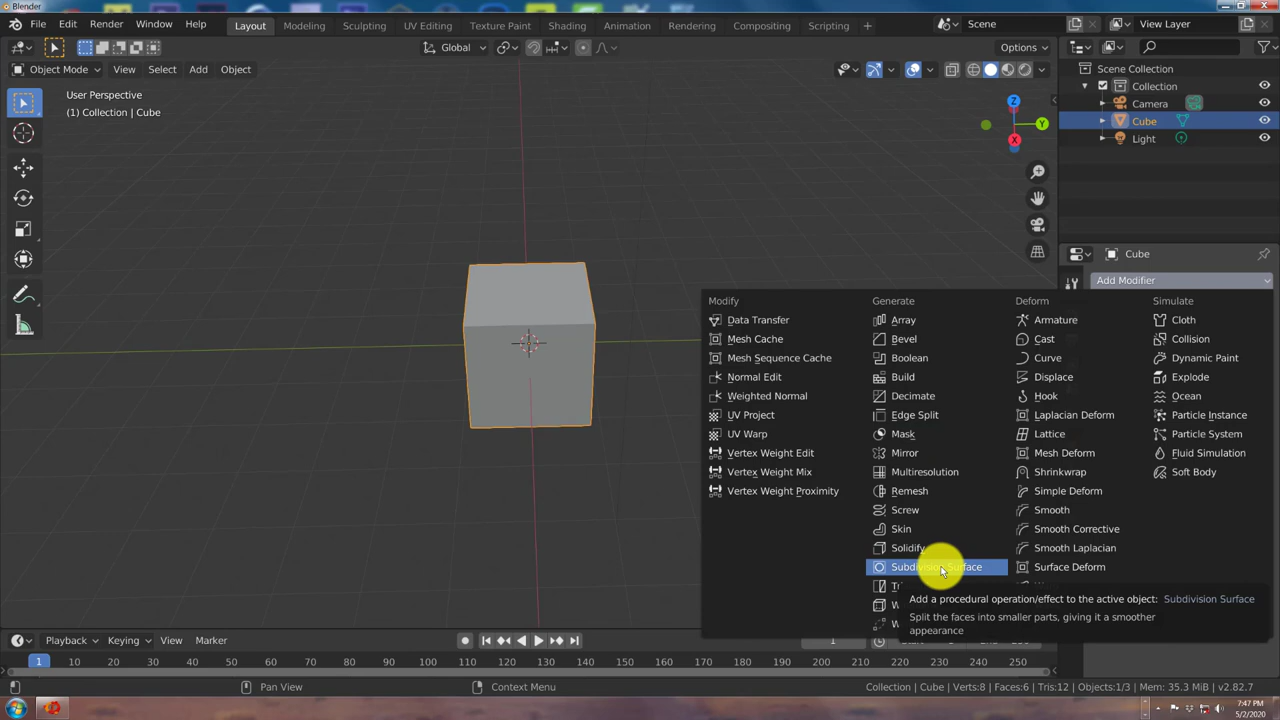 Blender
File Edit Render Window Help Layout Modeling Sculpting UV Editing Texture Paint Shading Animation Rendering Compositing Scripting + Scene View Layer
Global Options
Object Mode View Select Add Object
Scene Collection
Collection
Camera
Cube
Light
User Perspective
(1) Collection | Cube
Z
Y
X
Cube
Add Modifier
Modify
Data Transfer
Mesh Cache
Mesh Sequence Cache
Normal Edit
Weighted Normal
UV Project
UV Warp
Vertex Weight Edit
Vertex Weight Mix
Vertex Weight Proximity
Generate
Array
Bevel
Boolean
Build
Decimate
Edge Split
Mask
Mirror
Multiresolution
Remesh
Screw
Skin
Solidify
Subdivision Surface
Deform
Armature
Cast
Curve
Displace
Hook
Laplacian Deform
Lattice
Mesh Deform
Shrinkwrap
Simple Deform
Smooth
Smooth Corrective
Smooth Laplacian
Surface Deform
Simulate
Cloth
Collision
Dynamic Paint
Explode
Ocean
Particle Instance
Particle System
Fluid Simulation
Soft Body
Add a procedural operation/effect to the active object: Subdivision Surface
Split the faces into smaller parts, giving it a smoother
appearance
Playback Keying View Marker 1
1 10 20 30 40 50 60 70 80 90 100 110 120 130 140 150 160 170 180 190 200 210 220 230 240 250
Pan View Context Menu Collection | Cube | Verts:8 | Faces:6 | Tris:12 | Objects:1/3 | Mem: 35.3 MiB | v2.82.7
7:47 PM
5/2/2020